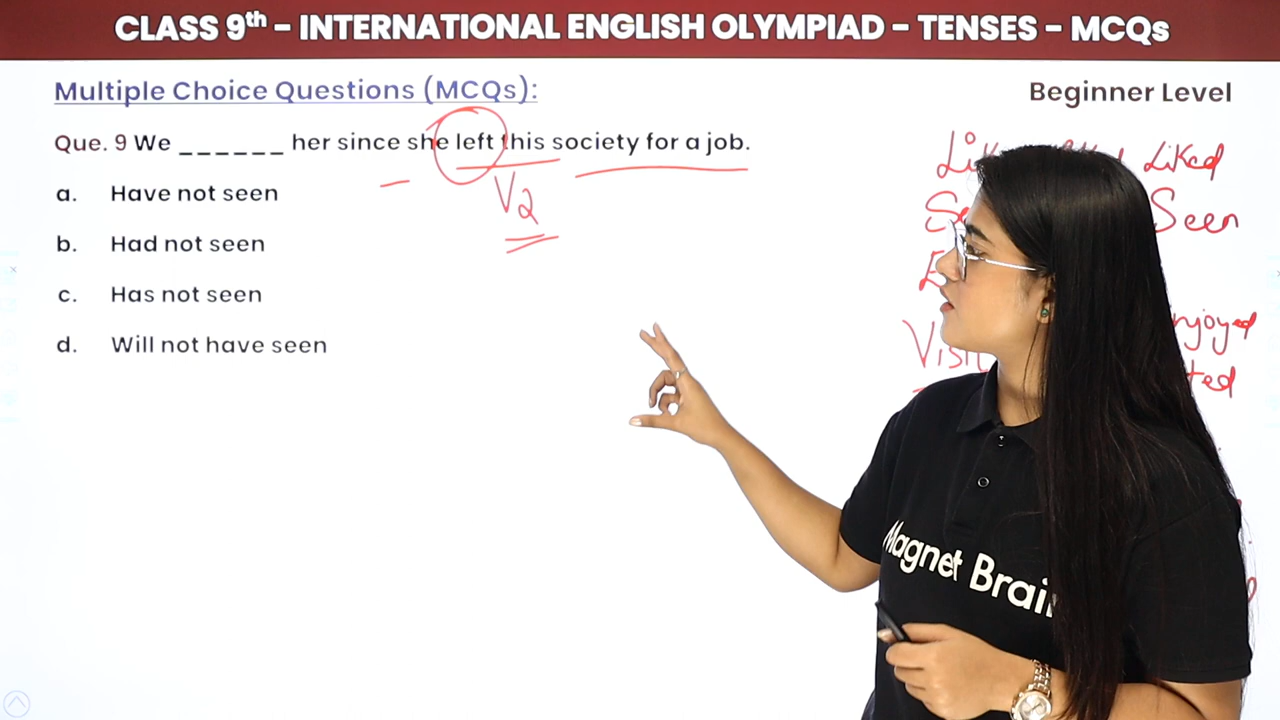 CLASS 9th – INTERNATIONAL ENGLISH OLYMPIAD – TENSES – MCQs
Multiple Choice Questions (MCQs):
Beginner Level
Que. 9 We ______ her since she left this society for a job.
V2
a. Have not seen
b. Had not seen
c. Has not seen
d. Will not have seen
Liked
Seen
Magnet